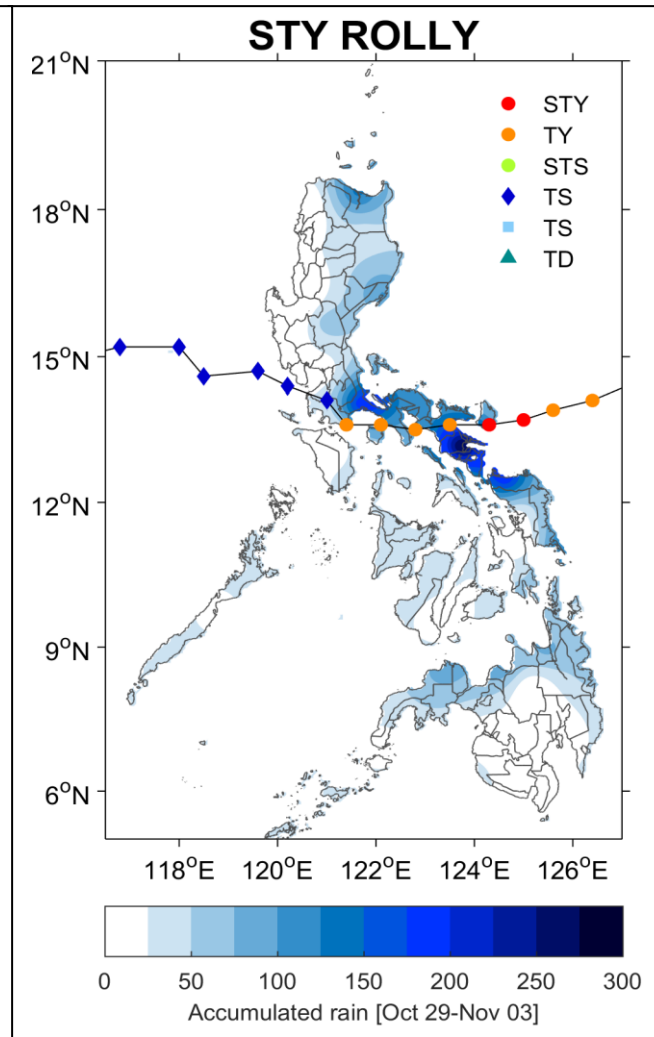 STY ROLLY
21°N
18°N
15°N
12°N
9°N
6°N
STY
TY
STS
TS
TS
TD
118°E 120°E 122°E 124°E 126°E
0 50 100 150 200 250 300
Accumulated rain [Oct 29-Nov 03]